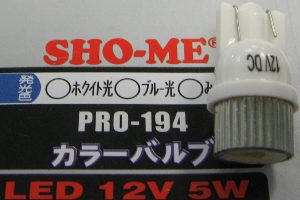 SHO-ME®
発光色 ○ホワイト光 ○ブルー光 ○み
PRO-194
カラーバルブ
LED 12V 5W
12V DC